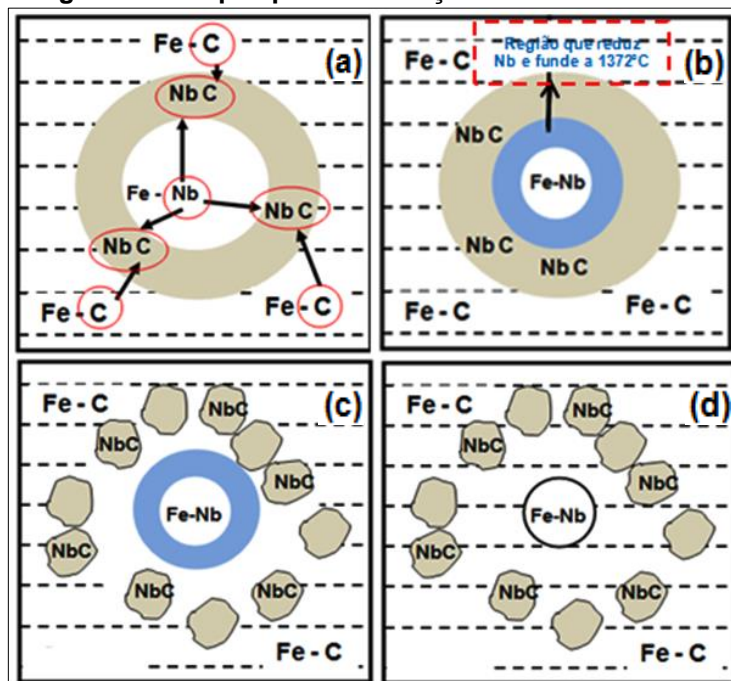 Fe - C
(a)
Nb C
Fe - Nb
Nb C
Nb C
Fe - C
Fe - C
Fe - C
Região que reduz
Nb e funde a 1372°C
(b)
Nb C
Fe-Nb
Nb C
Nb C
Fe - C
Fe - C
Fe - C
(c)
NbC
NbC
Fe-Nb
NbC
NbC
NbC
NbC
Fe - C
Fe - C
(d)
NbC
NbC
NbC
Fe-Nb
NbC
NbC
NbC
Fe - C